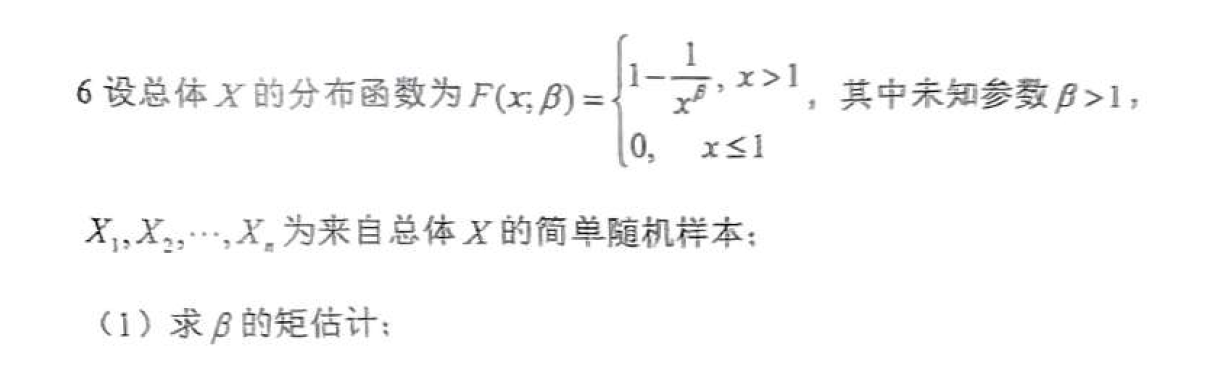 6 设总体 X 的分布函数为 F(x; β) = { 1 - 1/x^β, x > 1 , 其中未知参数 β > 1，
0, x ≤ 1
X₁, X₂, ⋯, Xₙ 为来自总体 X 的简单随机样本；
（1）求 β 的矩估计；